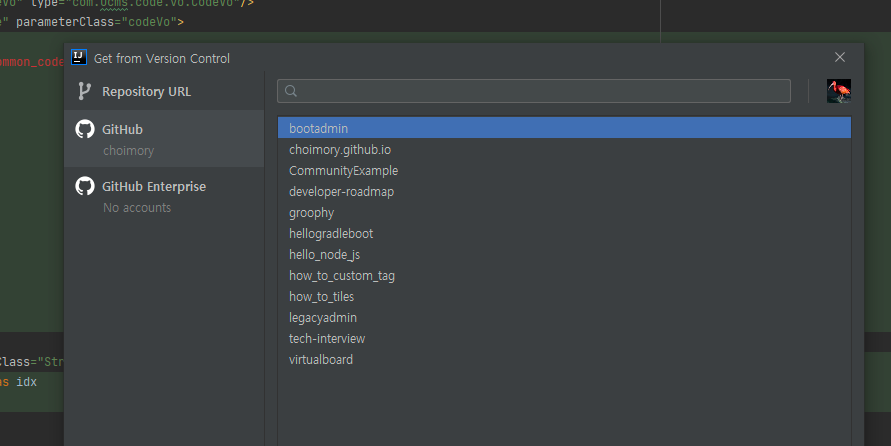 eVo" type="com.ucms.code.vo.CodeVo"/>
e" parameterClass="codeVo">
ommon_code
Get from Version Control
Repository URL
GitHub
choimory
GitHub Enterprise
No accounts
bootadmin
choimory.github.io
CommunityExample
developer-roadmap
groophy
hellogradleboot
hello_node_js
how_to_custom_tag
how_to_tiles
legacyadmin
tech-interview
virtualboard
Class="Str
as idx